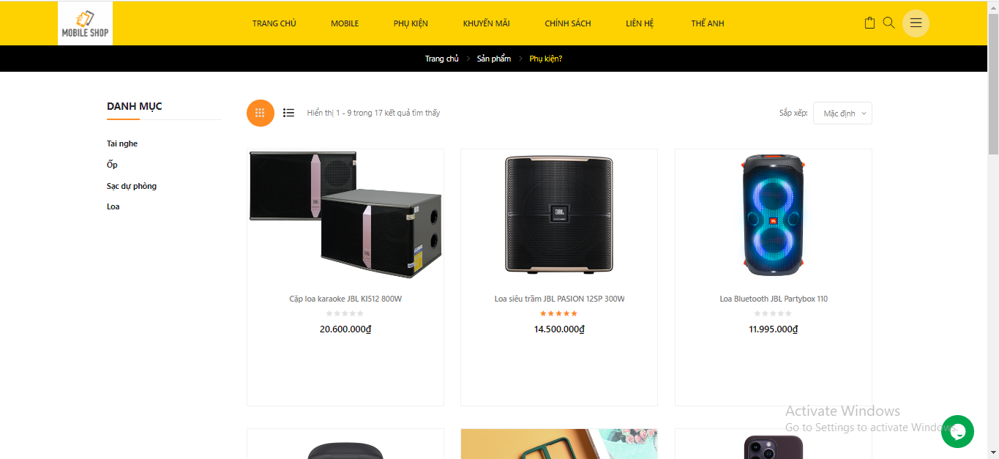 MOBILE SHOP
TRANG CHỦ
MOBILE
PHỤ KIỆN
KHUYẾN MÃI
CHÍNH SÁCH
LIÊN HỆ
THẾ ANH
Trang chủ > Sản phẩm > Phụ kiện?
DANH MỤC
Tai nghe
Ốp
Sạc dự phòng
Loa
Hiển thị 1 - 9 trong 17 kết quả tìm thấy
Sắp xếp: Mặc định
JBL
JBL
JBL
JBL
Cặp loa karaoke JBL KI512 800W
20.600.000₫
Loa siêu trầm JBL PASION 12SP 300W
14.500.000₫
Loa Bluetooth JBL Partybox 110
11.995.000₫
Activate Windows
Go to Settings to activate Windows.